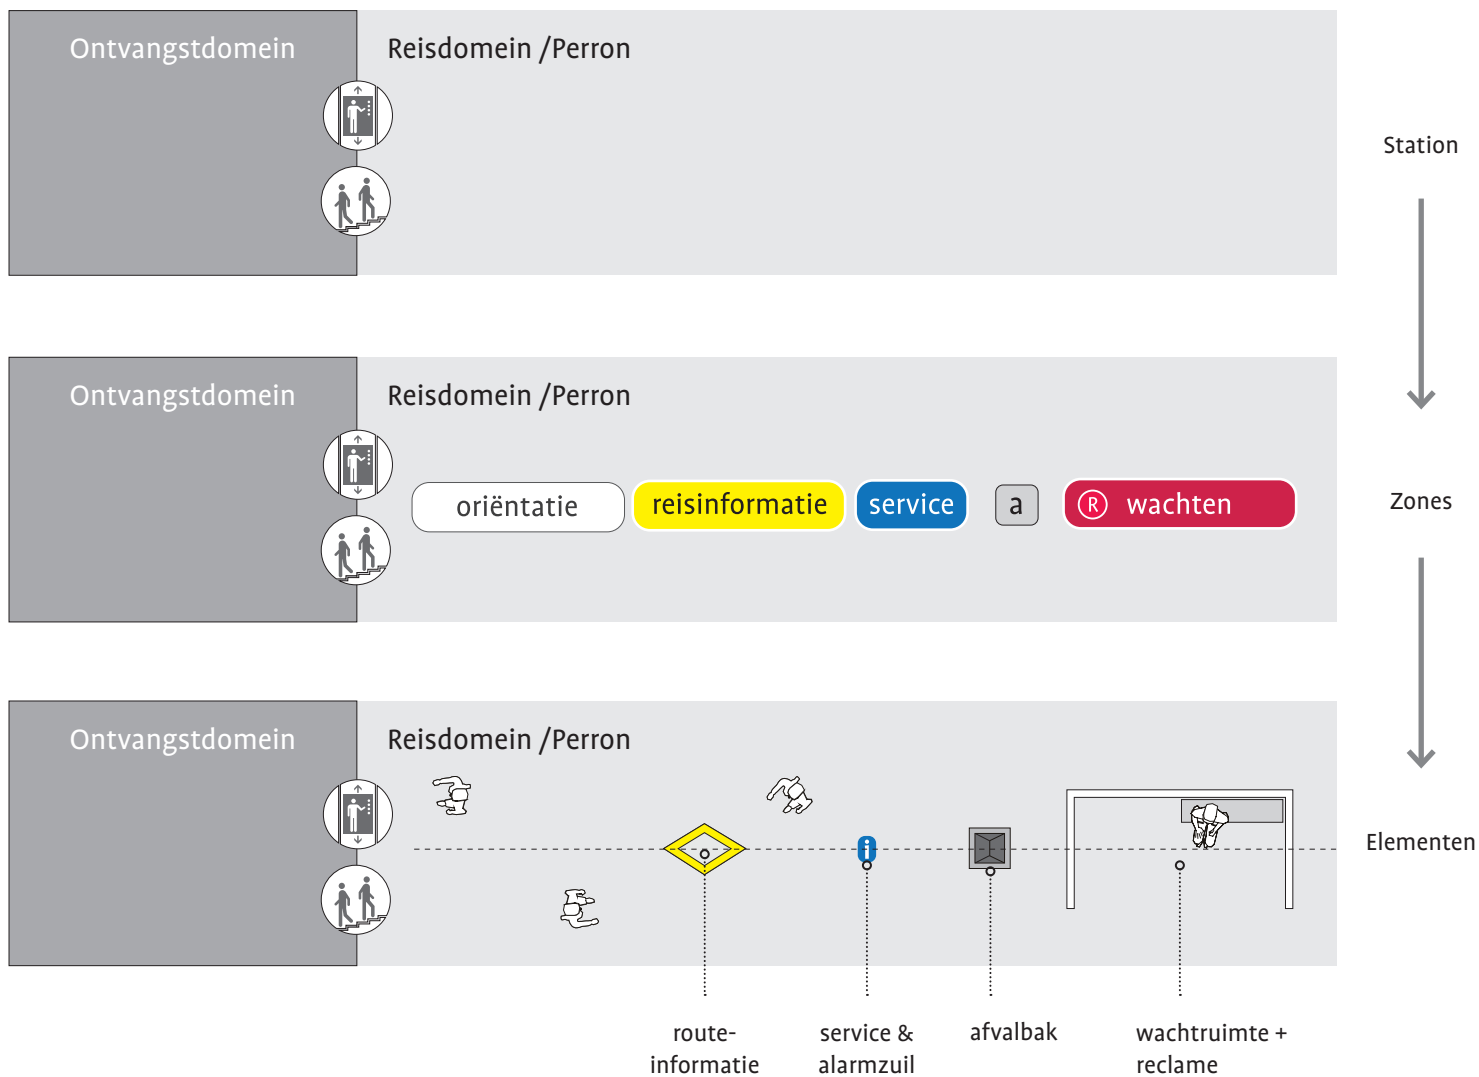 Ontvangstdomein
Reisdomein /Perron
Station
Ontvangstdomein
Reisdomein /Perron
oriëntatie
reisinformatie
service
a
R wachten
Zones
Ontvangstdomein
Reisdomein /Perron
i
Elementen
route-
informatie
service &
alarmzuil
afvalbak
wachtruimte +
reclame